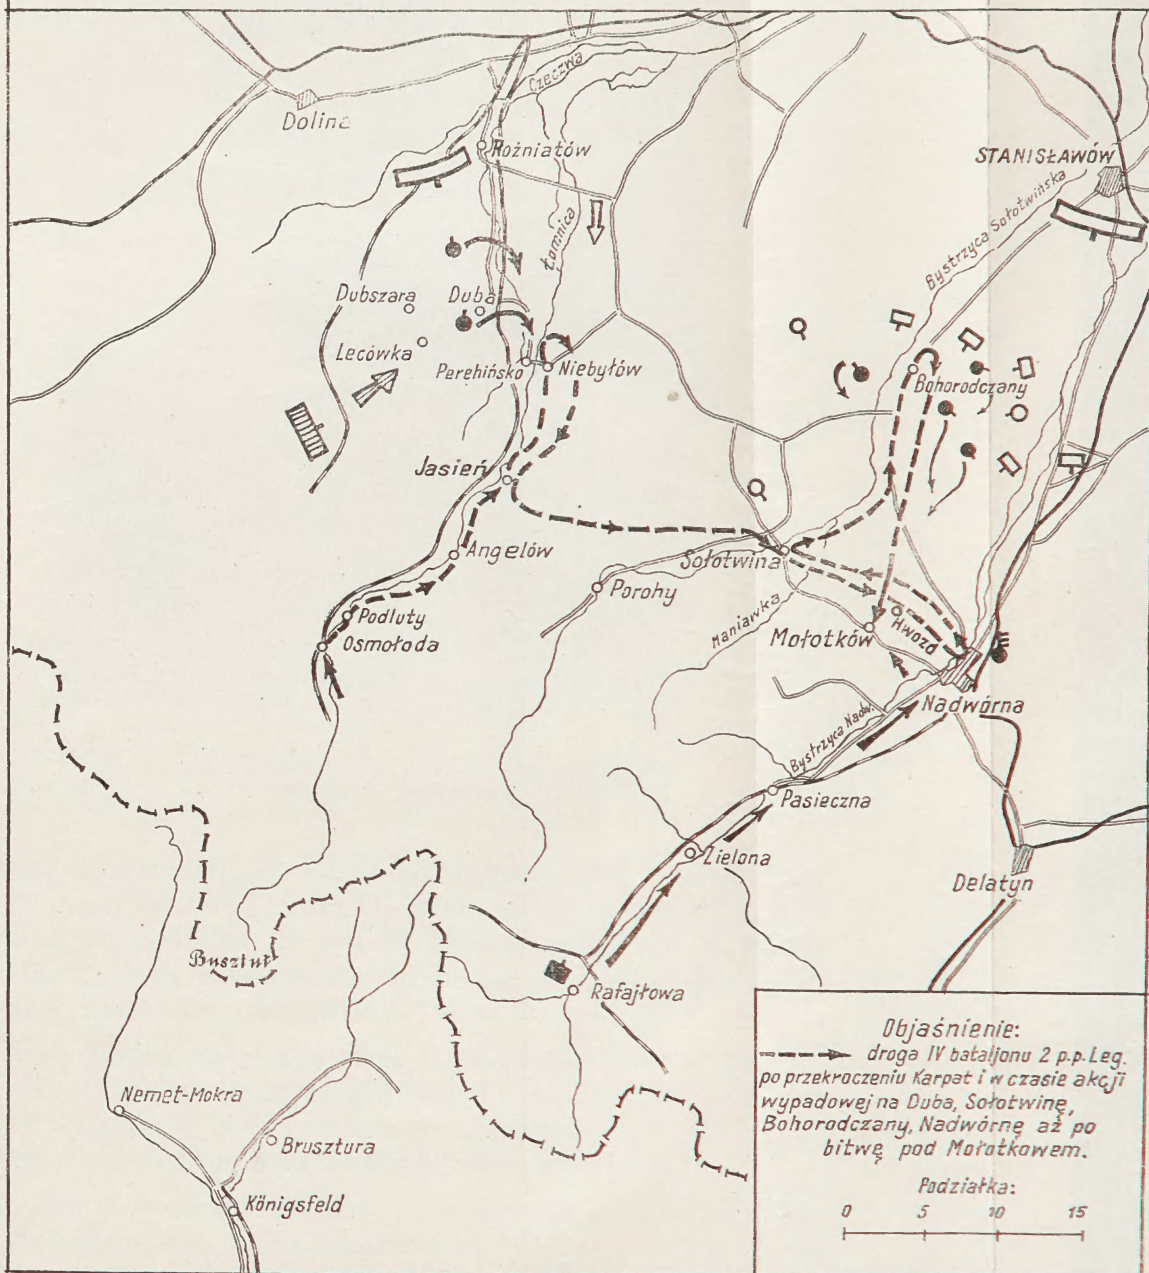 Czeczwa
Dolina
Rożniatów
STANISŁAWÓW
Bystrzyca Sołotwińska
Łomnica
Dubszara
Duba
Lecówka
Perehińsko
Niebyłów
Bohorodczany
Jasień
Angelów
Sołotwina
Porohy
Podluty
Osmołoda
Maniawka
Hwozd
Mołotków
Nadwórna
Bystrzyca Nadw.
Pasieczna
Zielona
Delatyn
Busztul
Rafajłowa
Nemet-Mokra
Brusztura
Königsfeld
Objaśnienie:
droga IV bataljonu 2 p.p. Leg.
po przekroczeniu Karpat i w czasie akcji
wypadowej na Duba, Sołotwinę,
Bohorodczany, Nadwórnę aż po
bitwę pod Mołotkowem.
Podziałka:
0 5 10 15